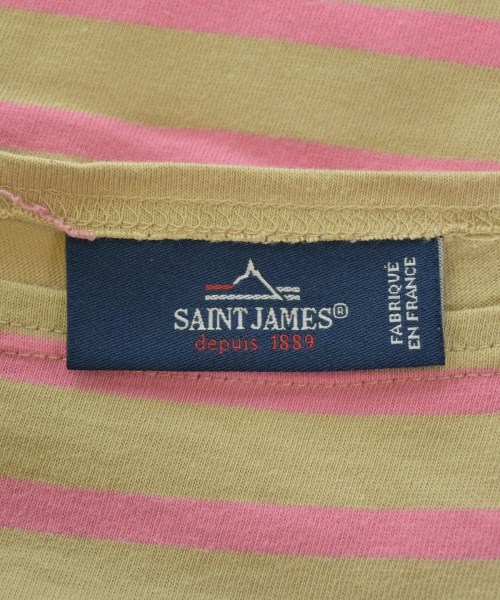 SAINT JAMES®
depuis 1889
FABRIQUÉ
EN FRANCE